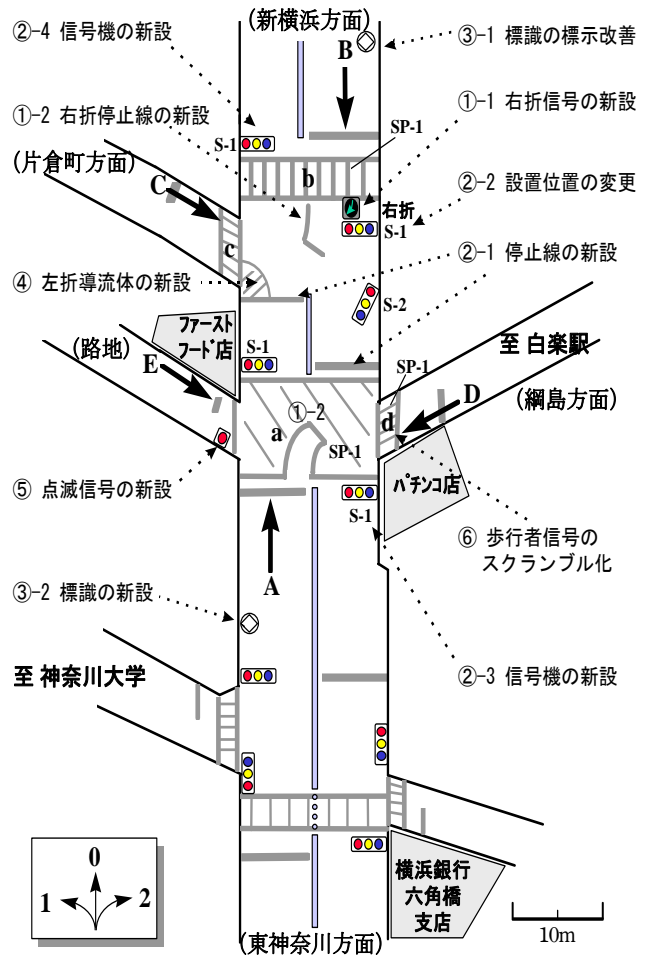 (新横浜方面)
②-4 信号機の新設
③-1 標識の標示改善
B
①-2 右折停止線の新設
SP-1
①-1 右折信号の新設
S-1
(片倉町方面)
b
C
右折
S-1
②-2 設置位置の変更
c
②-1 停止線の新設
④ 左折導流体の新設
S-2
ファースト
フード店
(路地)
S-1
至 白楽駅
E
SP-1
D
(綱島方面)
①-2
a
d
SP-1
パチンコ店
⑤ 点滅信号の新設
S-1
⑥ 歩行者信号の
スクランブル化
A
③-2 標識の新設
至 神奈川大学
②-3 信号機の新設
0
1
2
横浜銀行
六角橋
支店
10m
(東神奈川方面)